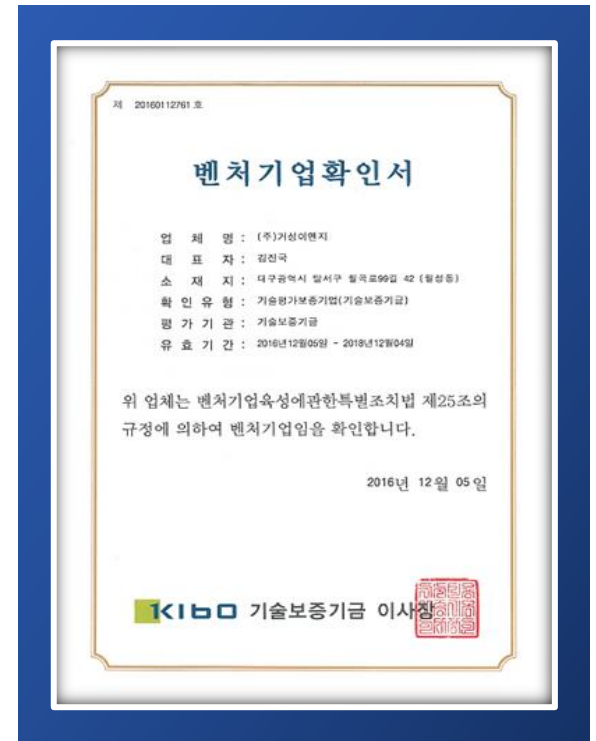 제 20160112761 호
벤처기업확인서
업 체 명 : (주)거성이엔지
대 표 자 : 김진국
소 재 지 : 대구광역시 달서구 월곡로99길 42 (월성동)
확 인 유 형 : 기술평가보증기업(기술보증기금)
평 가 기 관 : 기술보증기금
유 효 기 간 : 2016년12월05일 - 2018년12월04일
위 업체는 벤처기업육성에관한특별조치법 제25조의
규정에 의하여 벤처기업임을 확인합니다.
2016년 12월 05일
KIBO 기술보증기금 이사장